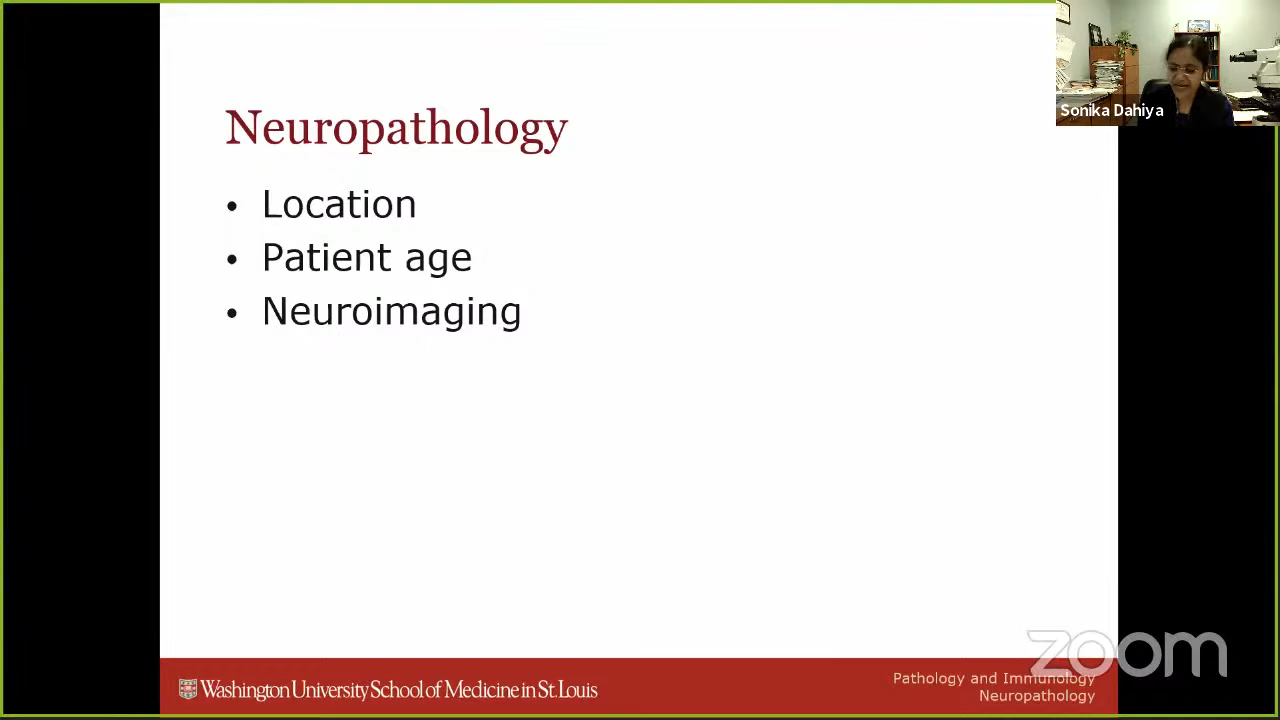 Sonika Dahiya
Neuropathology
• Location
• Patient age
• Neuroimaging
zoom
Washington University School of Medicine in St. Louis
Pathology and Immunology
Neuropathology